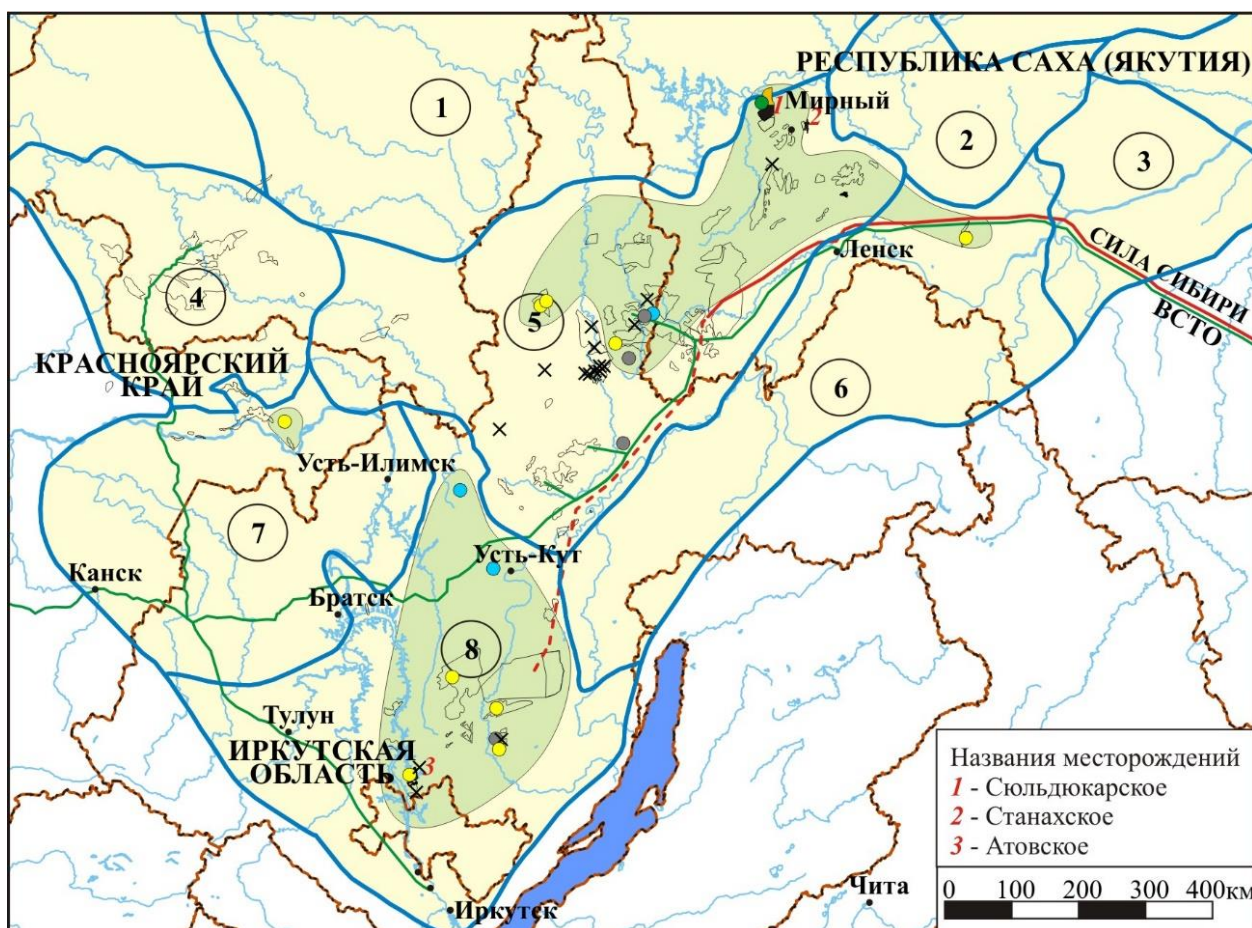 РЕСПУБЛИКА САХА (ЯКУТИЯ)
1
1
Мирный
2
2
3
Ленск
СИЛА СИБИРИ
ВСТО
4
5
КРАСНОЯРСКИЙ
КРАЙ
6
Усть-Илимск
7
Усть-Кут
Канск
Братск
8
Тулун
ИРКУТСКАЯ
ОБЛАСТЬ
3
Иркутск
Чита
Названия месторождений
1 - Сюльдюкарское
2 - Станахское
3 - Атовское
0 100 200 300 400км